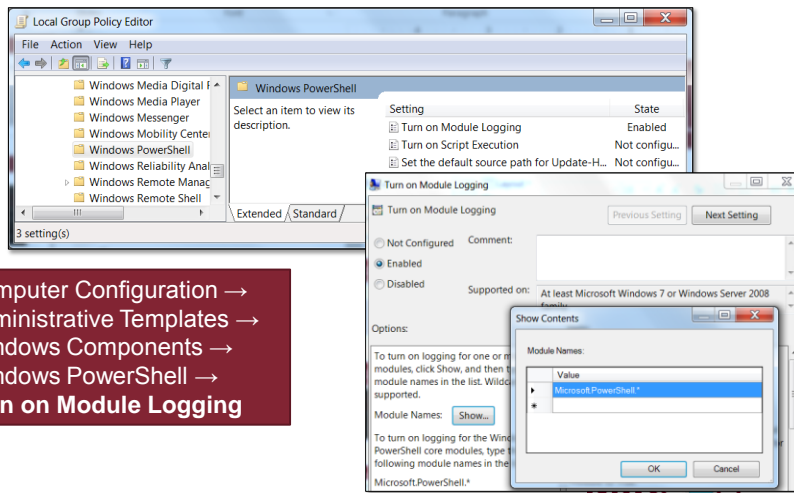 Local Group Policy Editor
File Action View Help
Windows Media Digital
Windows Media Player
Windows Messenger
Windows Mobility Center
Windows PowerShell
Windows Reliability Anal
Windows Remote Manag
Windows Remote Shell
3 setting(s)
Windows PowerShell
Select an item to view its
description.
Setting State
Turn on Module Logging Enabled
Turn on Script Execution Not configu...
Set the default source path for Update-H... Not configu...
Extended Standard
mputer Configuration →
ministrative Templates →
ndows Components →
ndows PowerShell →
n on Module Logging
Turn on Module Logging
Turn on Module Logging
Previous Setting Next Setting
Not Configured Comment:
Enabled
Disabled
Supported on: At least Microsoft Windows 7 or Windows Server 2008
family
Options:
To turn on logging for one or m
modules, click Show, and then t
module names in the list. Wildc
supported.
Module Names: Show...
To turn on logging for the Wind
PowerShell core modules, type t
following module names in the
Microsoft.PowerShell.*
Show Contents
Module Names:
Value
Microsoft.PowerShell.*
OK Cancel